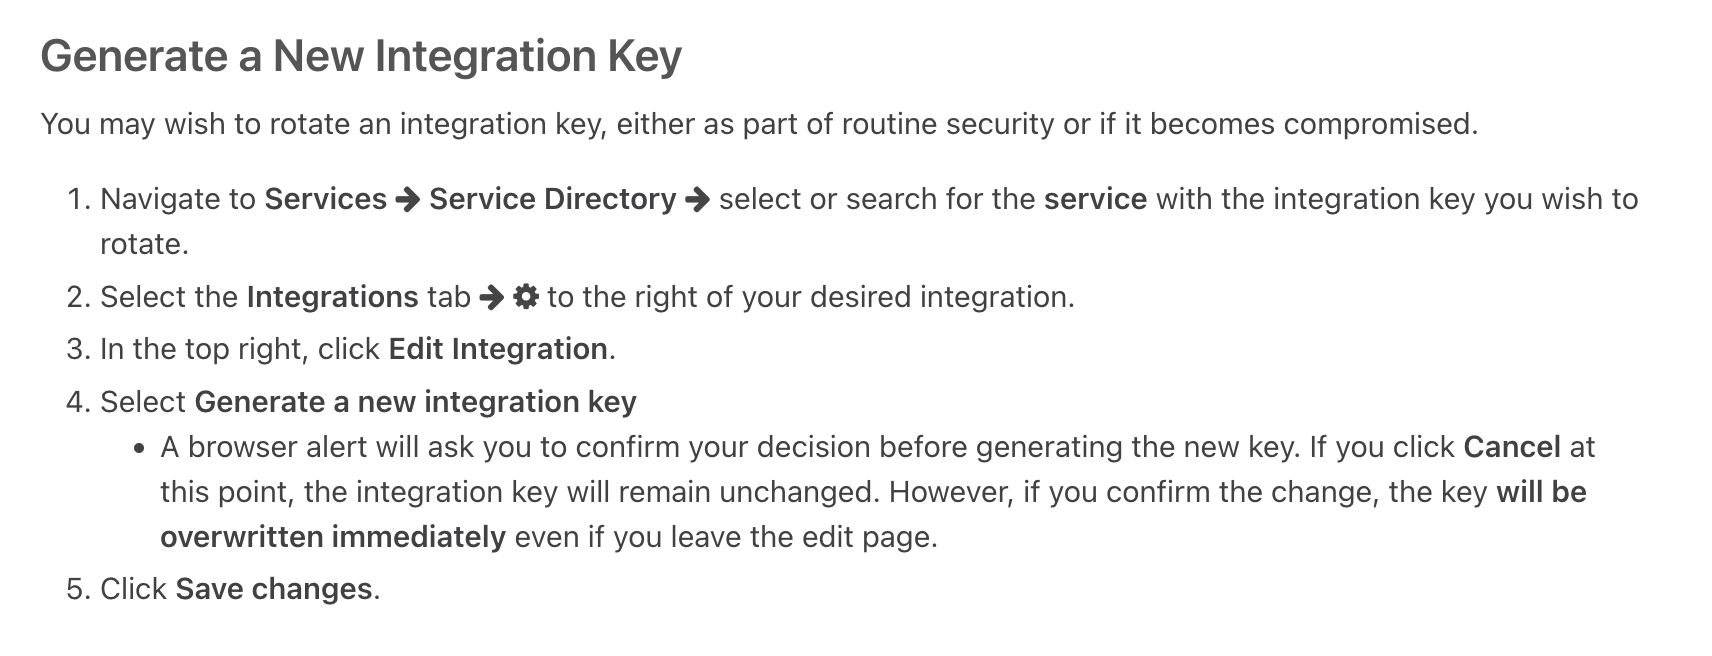 Generate a New Integration Key
You may wish to rotate an integration key, either as part of routine security or if it becomes compromised.
1. Navigate to Services → Service Directory → select or search for the service with the integration key you wish to
rotate.
2. Select the Integrations tab → ⚙ to the right of your desired integration.
3. In the top right, click Edit Integration.
4. Select Generate a new integration key
• A browser alert will ask you to confirm your decision before generating the new key. If you click Cancel at
this point, the integration key will remain unchanged. However, if you confirm the change, the key will be
overwritten immediately even if you leave the edit page.
5. Click Save changes.